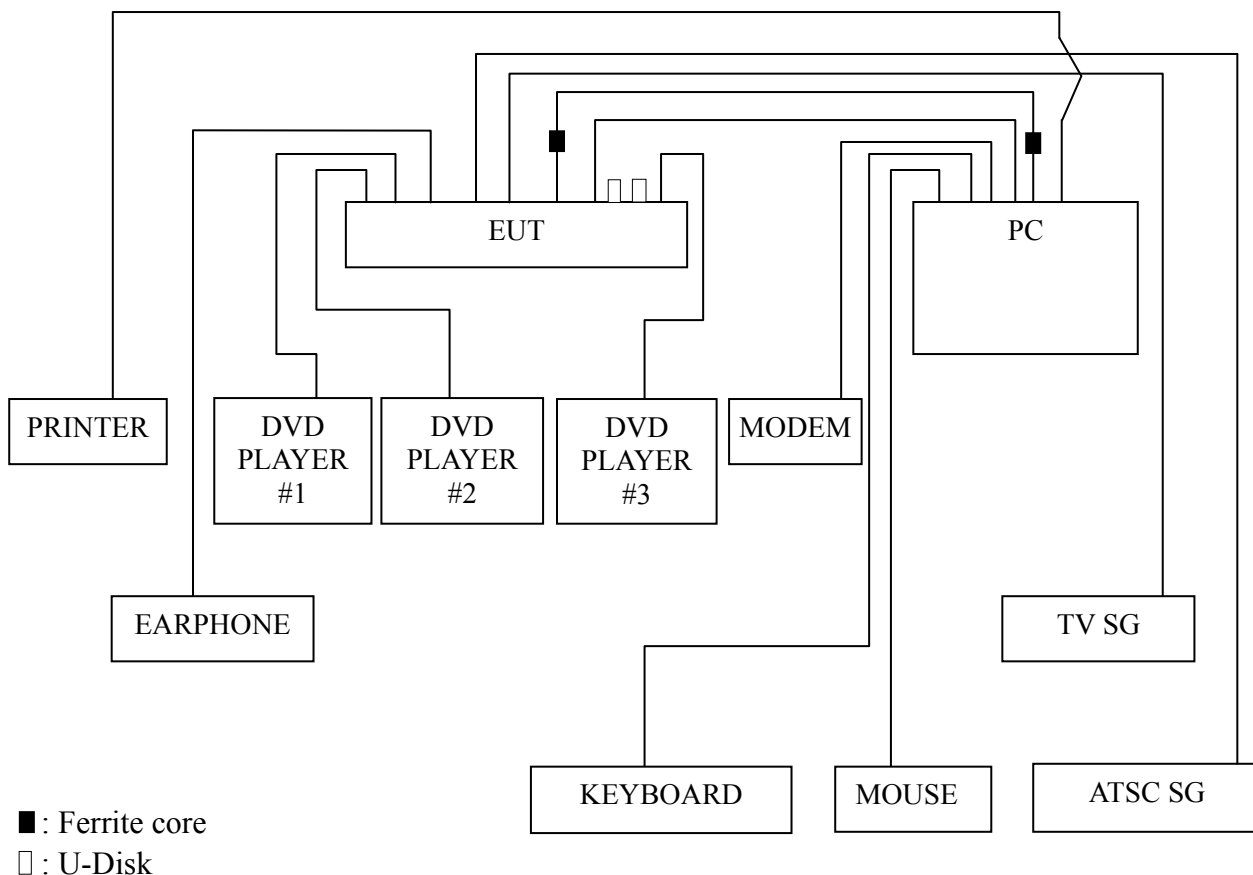 EUT
PC
PRINTER
DVD
PLAYER
#1
DVD
PLAYER
#2
DVD
PLAYER
#3
MODEM
EARPHONE
TV SG
KEYBOARD
MOUSE
ATSC SG
: Ferrite core
: U-Disk